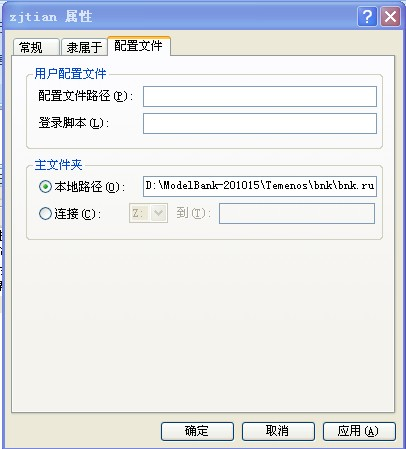 zjtian 属性
常规 隶属于 配置文件
用户配置文件
配置文件路径(P):
登录脚本(L):
主文件夹
本地路径(O): D:\ModelBank-201015\Temenos\bnk\bnk.ru
连接(C): Z: 到(T):
确定 取消 应用(A)